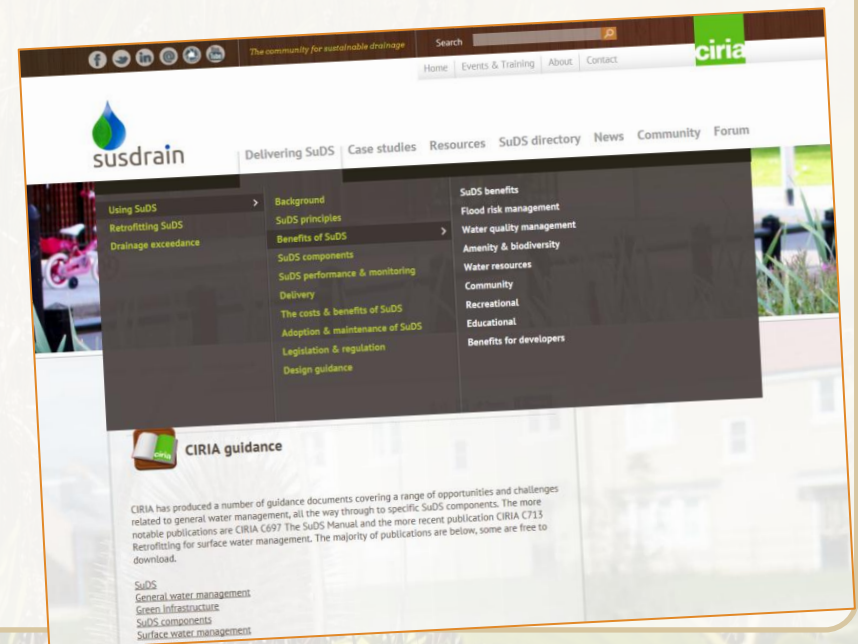 The community for sustainable drainage
Search
ciria
Home Events & Training About Contact
susdrain
Delivering SuDS Case studies Resources SuDS directory News Community Forum
Using SuDS
Retrofitting SuDS
Drainage exceedance
Background
SuDS principles
Benefits of SuDS
SuDS components
SuDS performance & monitoring
Delivery
The costs & benefits of SuDS
Adoption & maintenance of SuDS
Legislation & regulation
Design guidance
SuDS benefits
Flood risk management
Water quality management
Amenity & biodiversity
Water resources
Community
Recreational
Educational
Benefits for developers
ciria
CIRIA guidance
CIRIA has produced a number of guidance documents covering a range of opportunities and challenges
related to general water management, all the way through to specific SuDS components. The more
notable publications are CIRIA C697 The SuDS Manual and the more recent publication CIRIA C713
Retrofitting for surface water management. The majority of publications are below, some are free to
download.
SuDS
General water management
Green Infrastructure
SuDS components
Surface water management